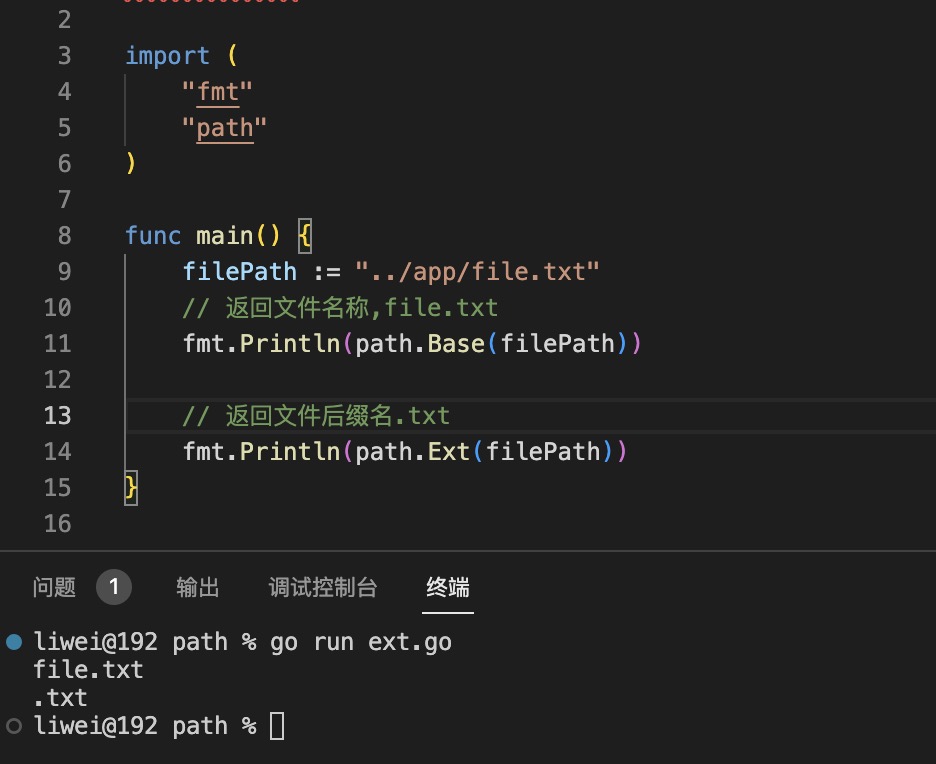 2
3 import (
4 "fmt"
5 "path"
6 )
7
8 func main() {
9 filePath := "../app/file.txt"
10 // 返回文件名称,file.txt
11 fmt.Println(path.Base(filePath))
12
13 // 返回文件后缀名.txt
14 fmt.Println(path.Ext(filePath))
15 }
16
问题 1 输出 调试控制台 终端
liwei@192 path % go run ext.go
file.txt
.txt
liwei@192 path %